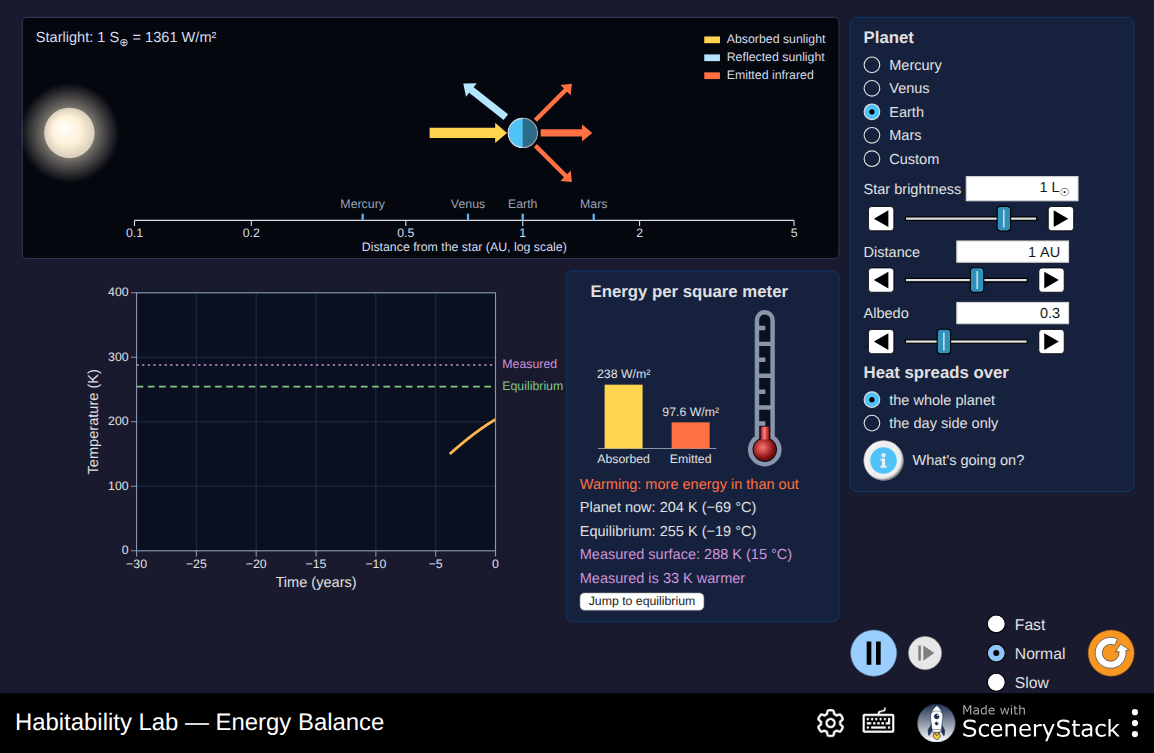 Starlight: 1 S⊕ = 1361 W/m²
Absorbed sunlight
Reflected sunlight
Emitted infrared
Mercury Venus Earth Mars
0.1 0.2 0.5 1 2 5
Distance from the star (AU, log scale)
400
300
200
100
0
Temperature (K)
−30 −25 −20 −15 −10 −5 0
Time (years)
Measured
Equilibrium
Energy per square meter
238 W/m²
97.6 W/m²
Absorbed Emitted
Warming: more energy in than out
Planet now: 204 K (−69 °C)
Equilibrium: 255 K (−19 °C)
Measured surface: 288 K (15 °C)
Measured is 33 K warmer
Jump to equilibrium
Planet
Mercury
Venus
Earth
Mars
Custom
Star brightness 1 L☉
Distance 1 AU
Albedo 0.3
Heat spreads over
the whole planet
the day side only
i What's going on?
Fast
Normal
Slow
Habitability Lab — Energy Balance
Made with
SceneryStack